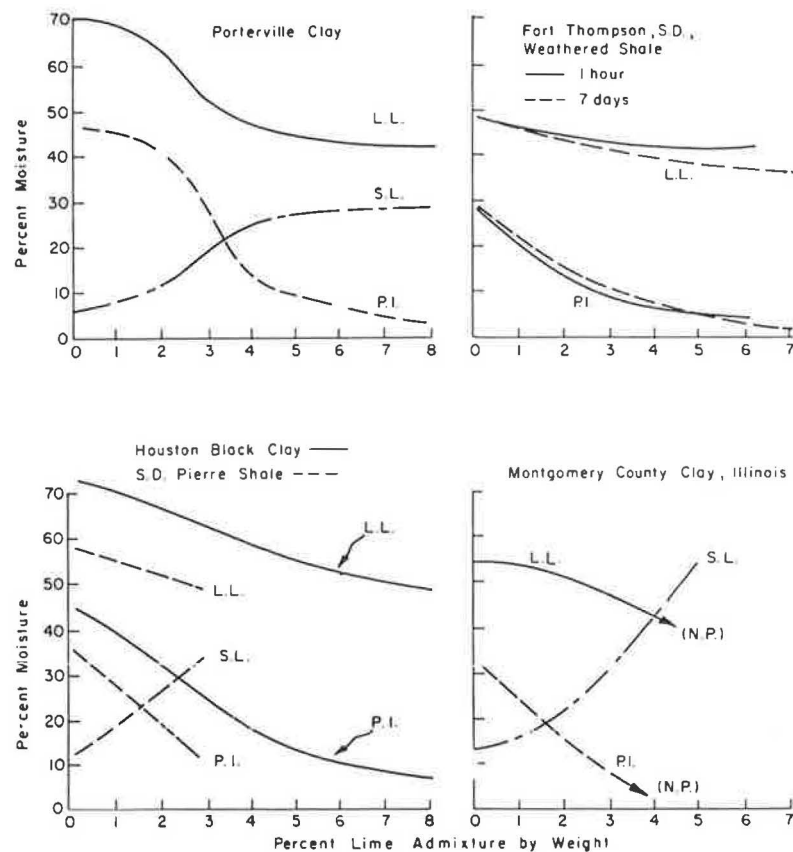 Porterville Clay
70
60
50
40
30
20
10
0
Percent Moisture
L.L.
S.L.
P.I.
0 1 2 3 4 5 6 7 8
Fort Thompson, S.D.,
Weathered Shale
1 hour
7 days
L.L.
P.I
0 1 2 3 4 5 6 7
Houston Black Clay
S.D. Pierre Shale
70
60
50
40
30
20
10
0
Percent Moisture
L.L.
L.L.
S.L.
P.I.
P.I.
0 1 2 3 4 5 6 7 8
Montgomery County Clay, Illinois
L.L.
S.L.
(N.P.)
P.I.
(N.P.)
0 1 2 3 4 5 6 7
Percent Lime Admixture by Weight